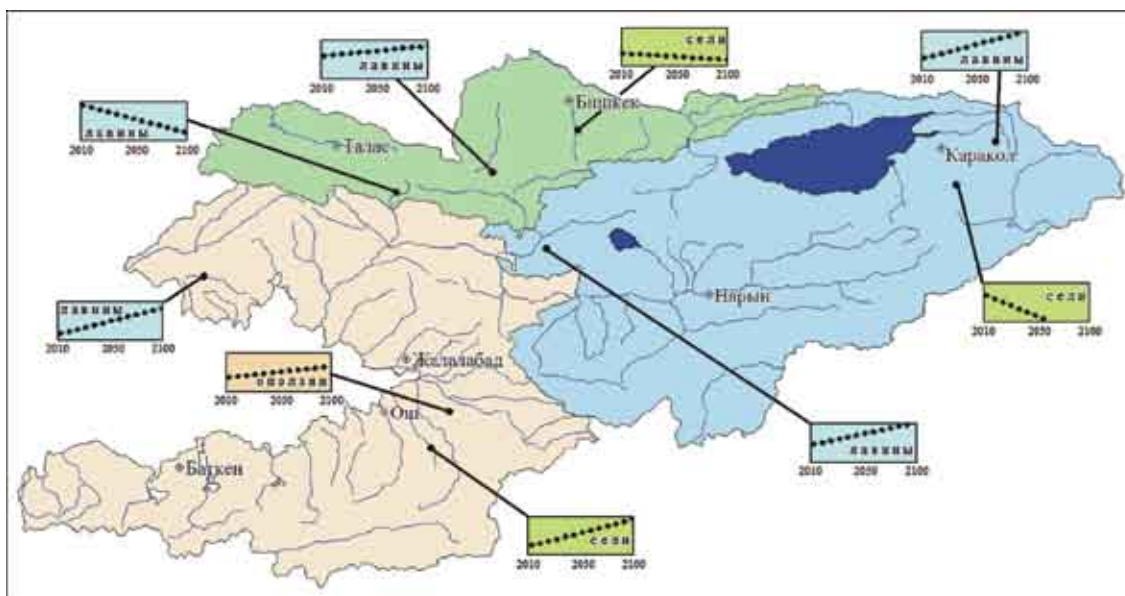 лавины
2010 2050 2100
сели
2010 2050 2100
лавины
2010 2050 2100
лавины
2010 2050 2100
Бишкек
Талас
Каракол
лавины
2010 2050 2100
Нарын
сели
2010 2050 2100
Жалалабад
оползни
2010 2050 2100
Ош
лавины
2010 2050 2100
Баткен
сели
2010 2050 2100